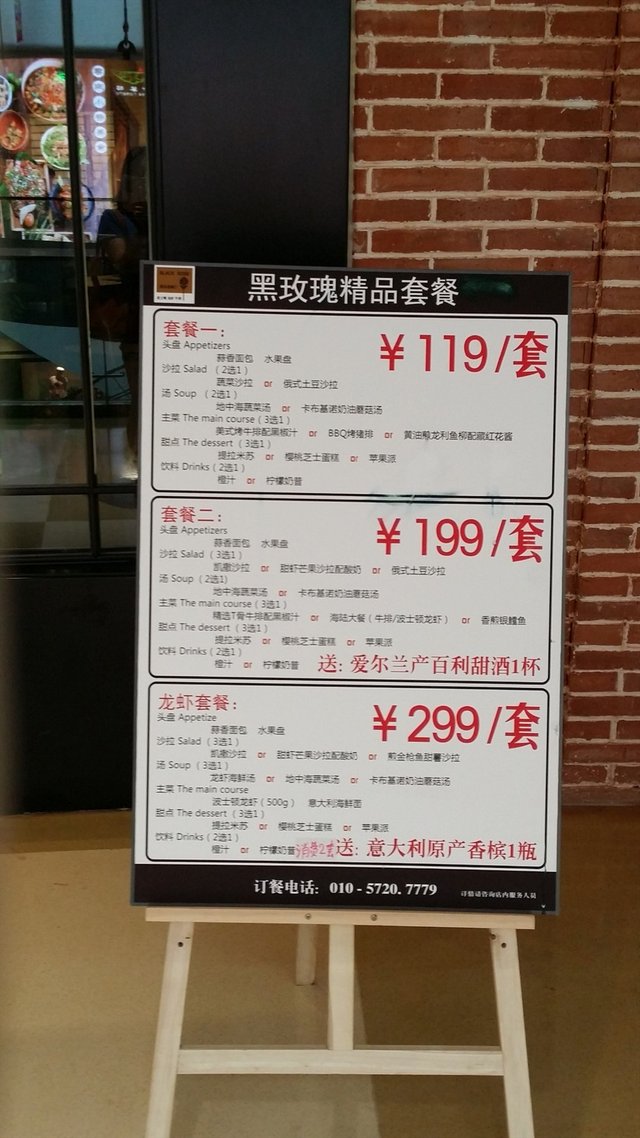 BLACK ROSE
黑玫瑰精品套餐
套餐一:
¥119/套
头盘 Appetizers
蒜香面包 水果盘
沙拉 Salad (2选1)
蔬菜沙拉 or 俄式土豆沙拉
汤 Soup (2选1)
地中海蔬菜汤 or 卡布基诺奶油蘑菇汤
主菜 The main course(3选1)
美式烤牛排配黑椒汁 or BBQ烤猪排 or 黄油煎龙利鱼柳配藏红花酱
甜点 The dessert (3选1)
提拉米苏 or 樱桃芝士蛋糕 or 苹果派
饮料 Drinks(2选1)
橙汁 or 柠檬奶昔
套餐二:
¥199/套
头盘 Appetizers
蒜香面包 水果盘
沙拉 Salad (3选1)
凯撒沙拉 or 甜虾芒果沙拉配酸奶 or 俄式土豆沙拉
汤 Soup (2选1)
地中海蔬菜汤 or 卡布基诺奶油蘑菇汤
主菜 The main course(3选1)
精选T骨牛排配黑椒汁 or 海陆大餐(牛排/波士顿龙虾) or 香煎银鳕鱼
甜点 The dessert (3选1)
提拉米苏 or 樱桃芝士蛋糕 or 苹果派
饮料 Drinks(2选1)
橙汁 or 柠檬奶昔 送: 爱尔兰产百利甜酒1杯
龙虾套餐:
¥299/套
头盘 Appetize
蒜香面包 水果盘
沙拉 Salad (3选1)
凯撒沙拉 or 甜虾芒果沙拉配酸奶 or 煎金枪鱼甜薯沙拉
汤 Soup (3选1)
龙虾海鲜汤 or 地中海蔬菜汤 or 卡布基诺奶油蘑菇汤
主菜 The main course
波士顿龙虾(500g) 意大利海鲜面
甜点 The dessert (3选1)
提拉米苏 or 樱桃芝士蛋糕 or 苹果派
饮料 Drinks(2选1)
橙汁 or 柠檬奶昔 消费2套 送: 意大利原产香槟1瓶
订餐电话: 010-5720.7779
详情请咨询店内服务人员